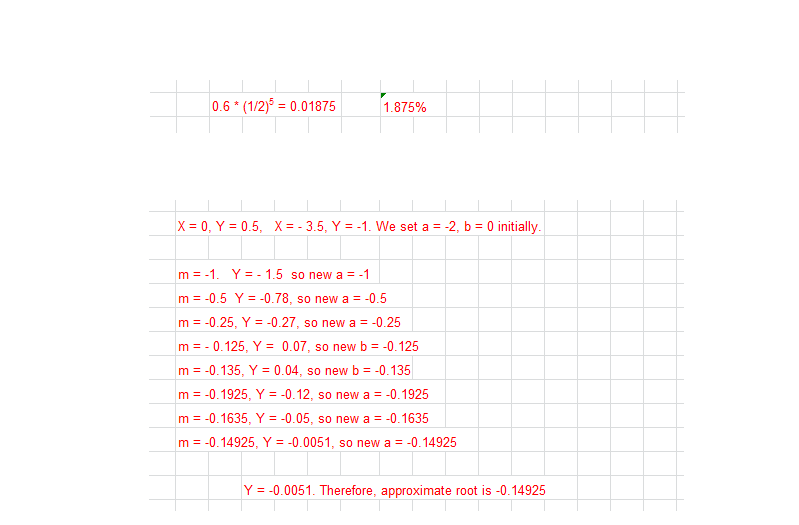 0.6 * (1/2)⁵ = 0.01875 1.875%
X = 0, Y = 0.5, X = - 3.5, Y = -1. We set a = -2, b = 0 initially.
m = -1. Y = - 1.5 so new a = -1
m = -0.5 Y = -0.78, so new a = -0.5
m = -0.25, Y = -0.27, so new a = -0.25
m = - 0.125, Y = 0.07, so new b = -0.125
m = -0.135, Y = 0.04, so new b = -0.135
m = -0.1925, Y = -0.12, so new a = -0.1925
m = -0.1635, Y = -0.05, so new a = -0.1635
m = -0.14925, Y = -0.0051, so new a = -0.14925
Y = -0.0051. Therefore, approximate root is -0.14925